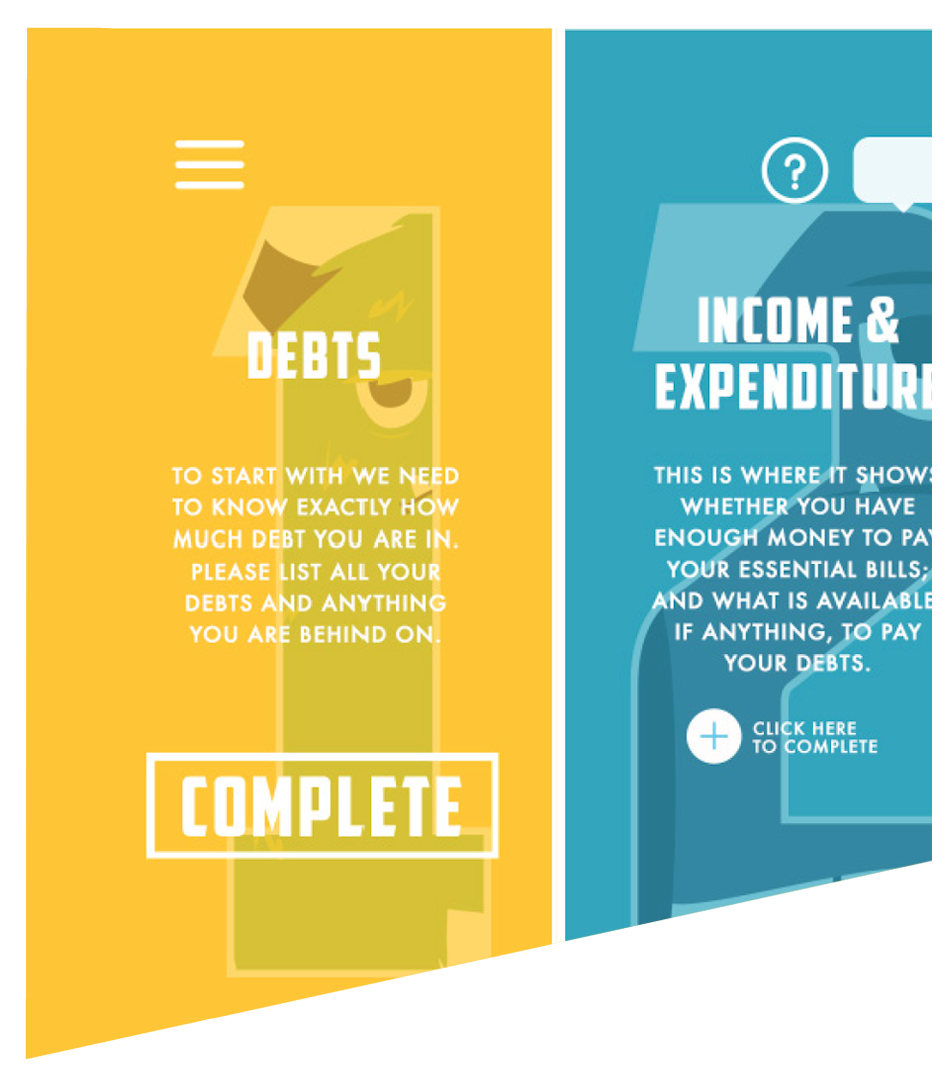 DEBTS
TO START WITH WE NEED
TO KNOW EXACTLY HOW
MUCH DEBT YOU ARE IN.
PLEASE LIST ALL YOUR
DEBTS AND ANYTHING
YOU ARE BEHIND ON.
COMPLETE
?
INCOME &
EXPENDITURE
THIS IS WHERE IT SHOWS
WHETHER YOU HAVE
ENOUGH MONEY TO PAY
YOUR ESSENTIAL BILLS;
AND WHAT IS AVAILABLE
IF ANYTHING, TO PAY
YOUR DEBTS.
CLICK HERE
TO COMPLETE